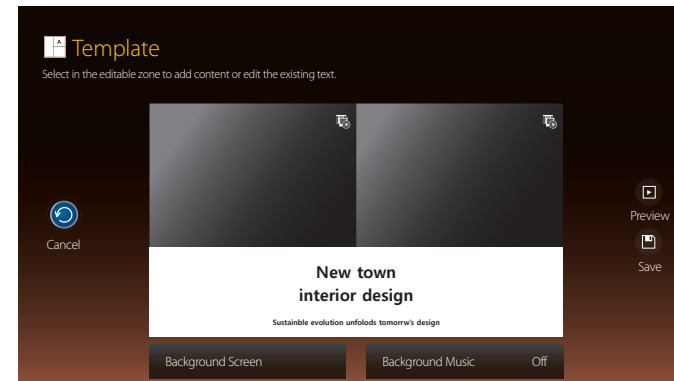 A
Template
Select in the editable zone to add content or edit the existing text.
Cancel
Preview
Save
New town
interior design
Sustainble evolution unfolods tomorrw's design
Background Screen
Background Music Off